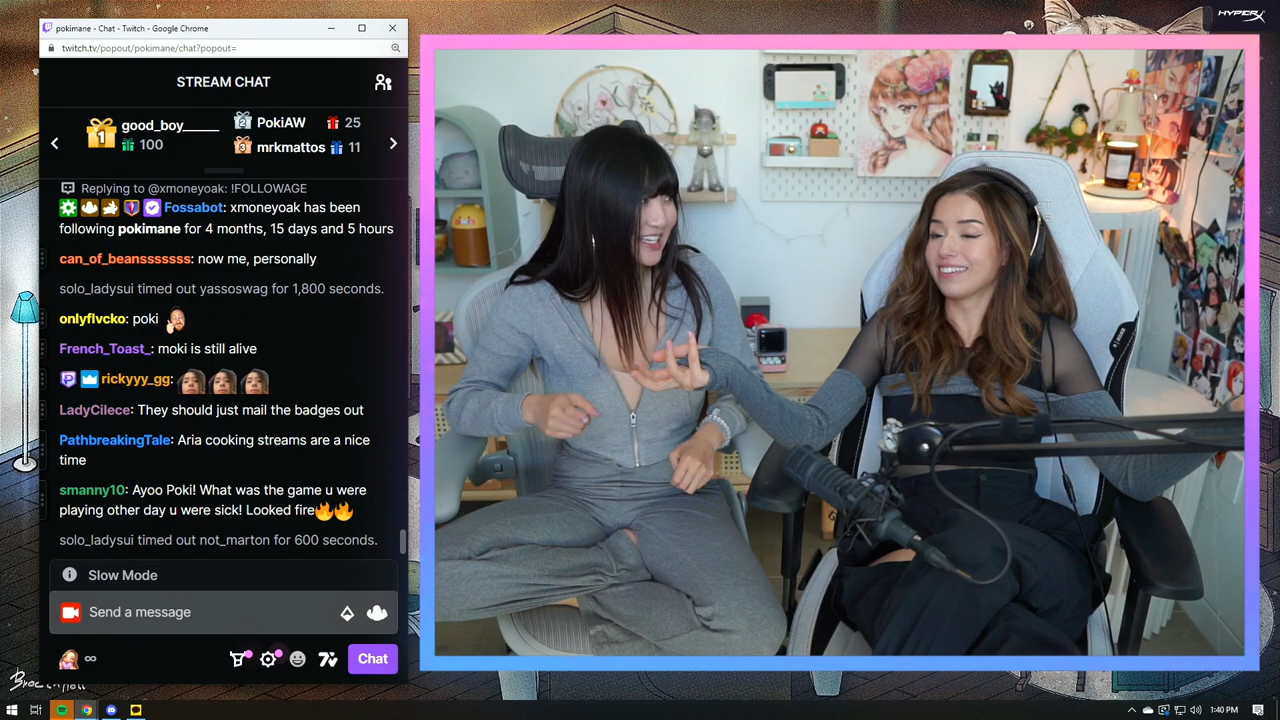 pokimane - Chat - Twitch - Google Chrome
twitch.tv/popout/pokimane/chat?popout=
STREAM CHAT
1 good_boy_____ 100
2 PokiAW 25
3 mrkmattos 11
Replying to @xmoneyoak: !FOLLOWAGE
Fossabot: xmoneyoak has been
following pokimane for 4 months, 15 days and 5 hours
can_of_beansssssss: now me, personally
solo_ladysui timed out yassoswag for 1,800 seconds.
onlyflvcko: poki
French_Toast_: moki is still alive
rickyyy_gg:
LadyCilece: They should just mail the badges out
PathbreakingTale: Aria cooking streams are a nice
time
smanny10: Ayoo Poki! What was the game u were
playing other day u were sick! Looked fire🔥🔥
solo_ladysui timed out not_marton for 600 seconds.
Slow Mode
Send a message
∞
Chat
HYPERX
1:40 PM